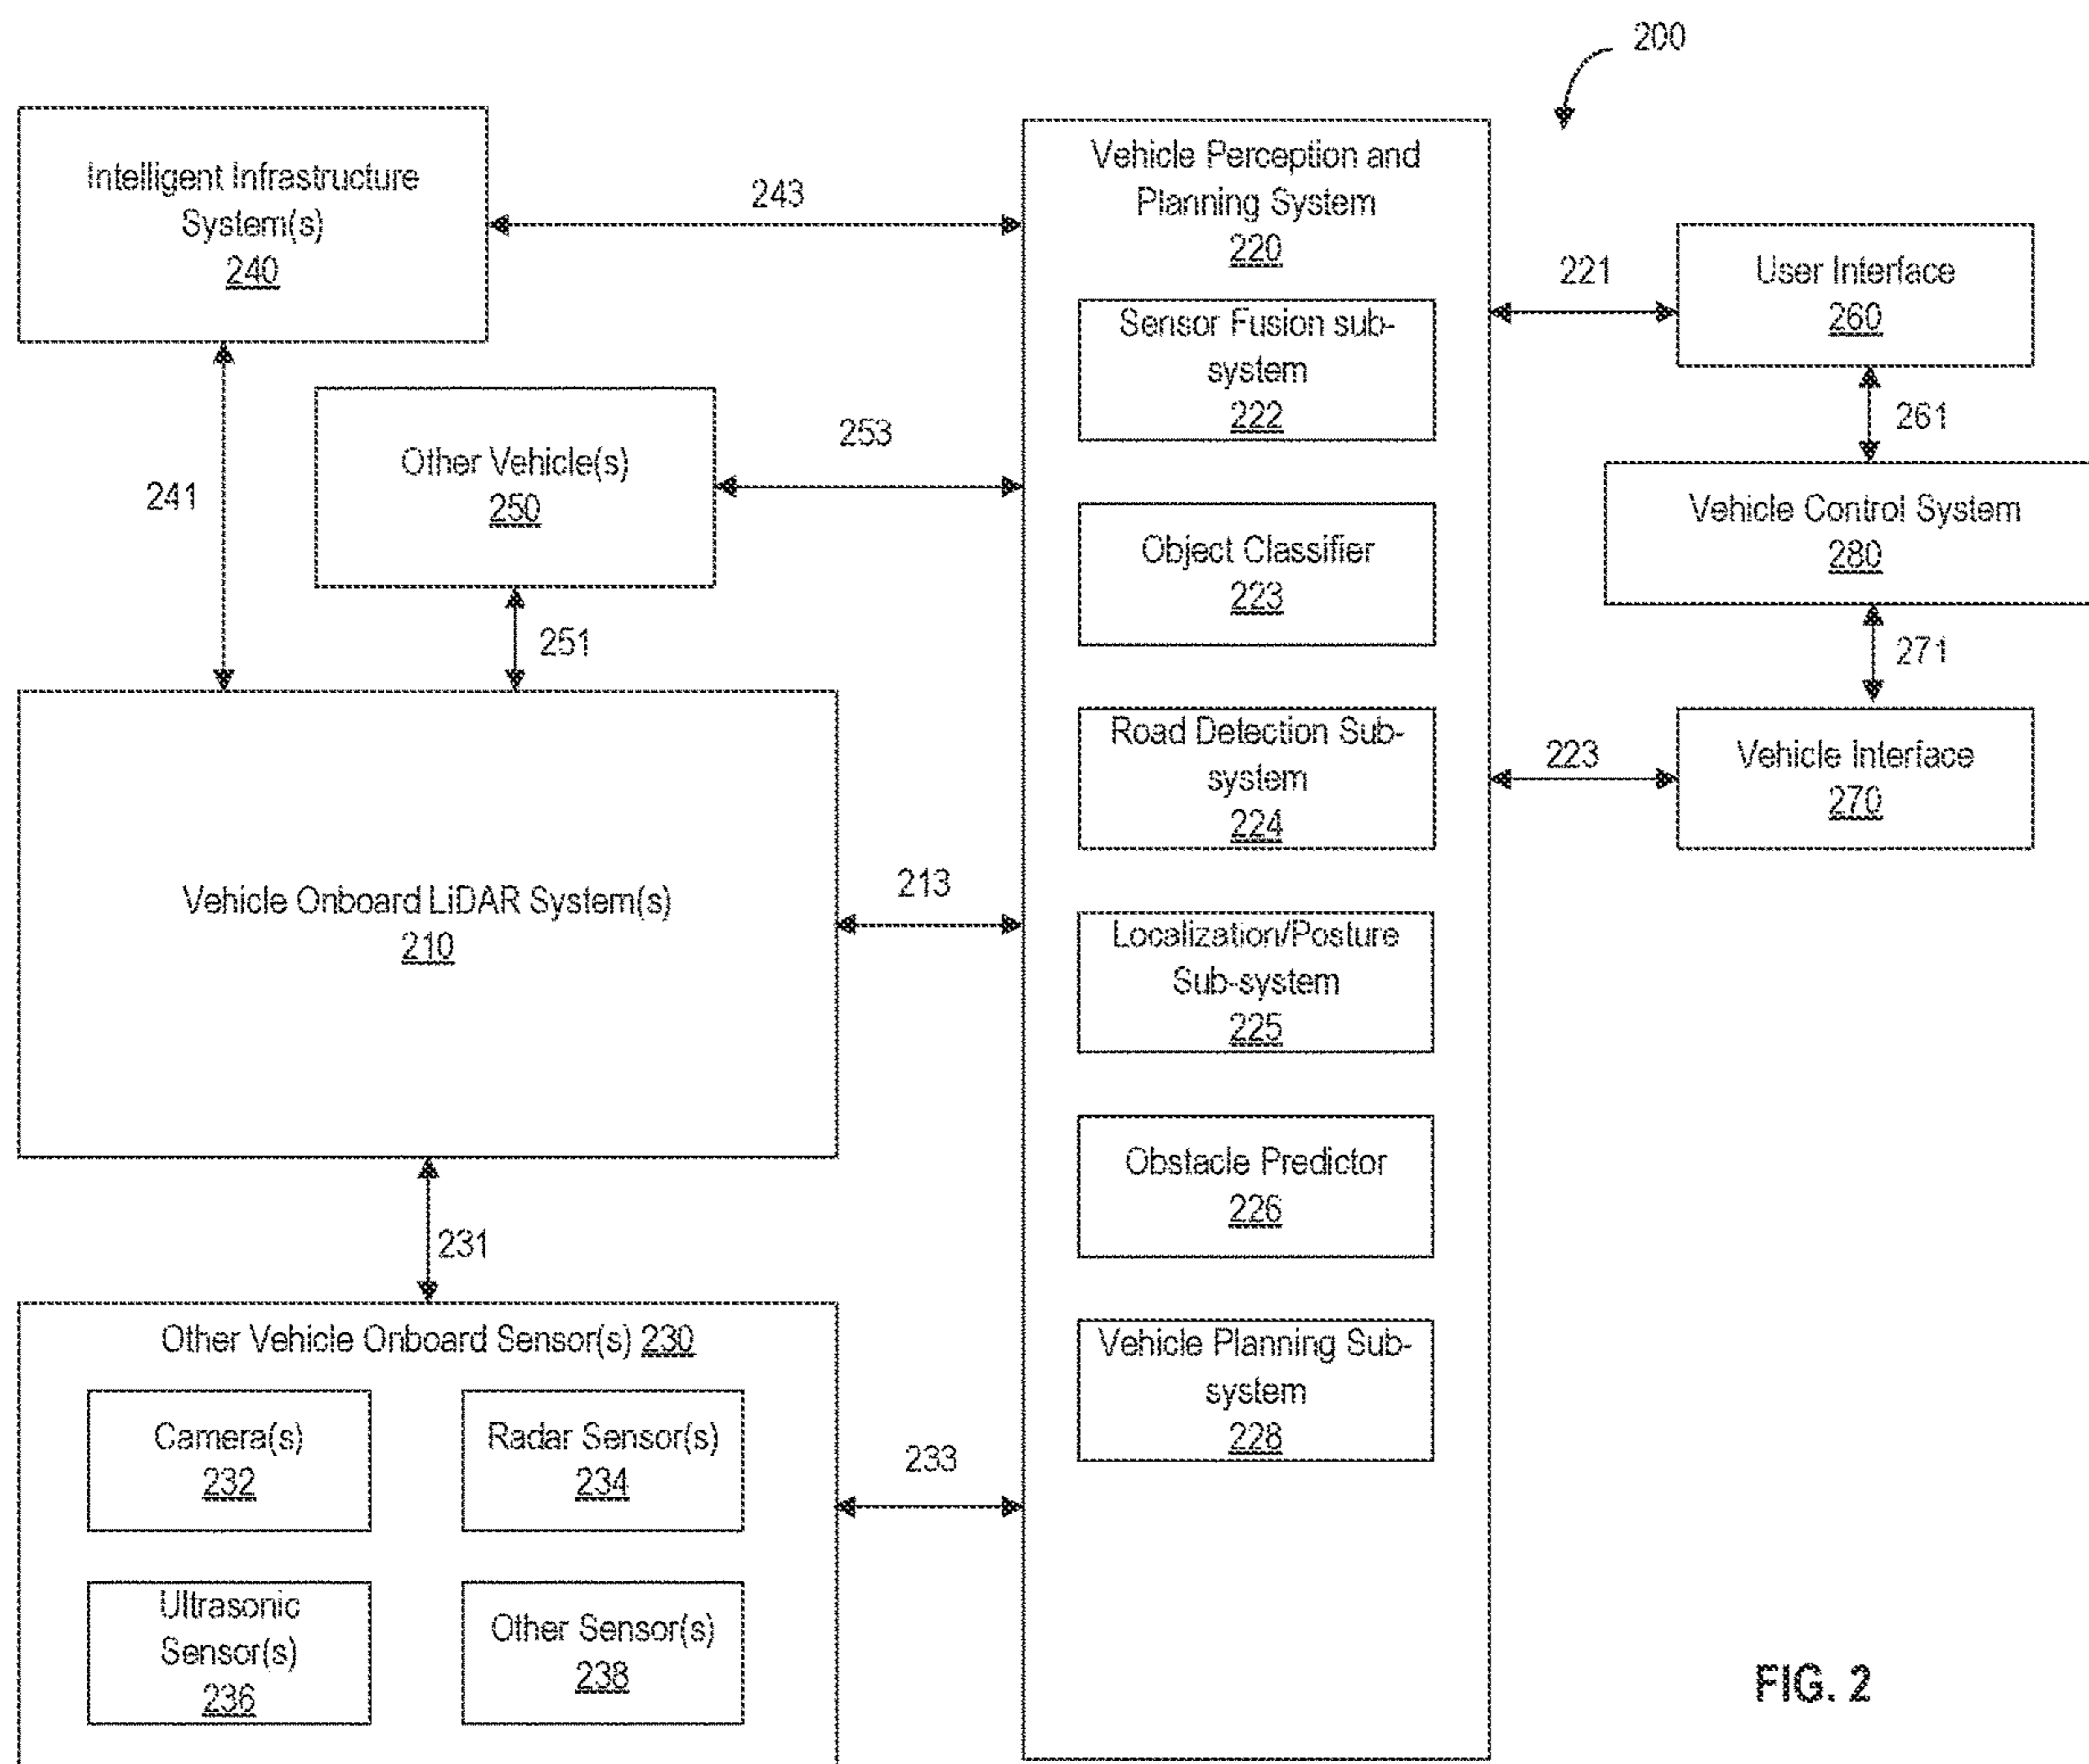 200
Intelligent Infrastructure
System(s)
240
243
241
Other Vehicle(s)
250
253
251
Vehicle Onboard LiDAR System(s)
210
213
231
Other Vehicle Onboard Sensor(s) 230
Camera(s)
232
Radar Sensor(s)
234
Ultrasonic
Sensor(s)
236
Other Sensor(s)
238
233
Vehicle Perception and
Planning System
220
Sensor Fusion sub-
system
222
Object Classifier
223
Road Detection Sub-
system
224
Localization/Posture
Sub-system
225
Obstacle Predictor
226
Vehicle Planning Sub-
system
228
221
User Interface
260
261
Vehicle Control System
280
271
223
Vehicle Interface
270
FIG. 2